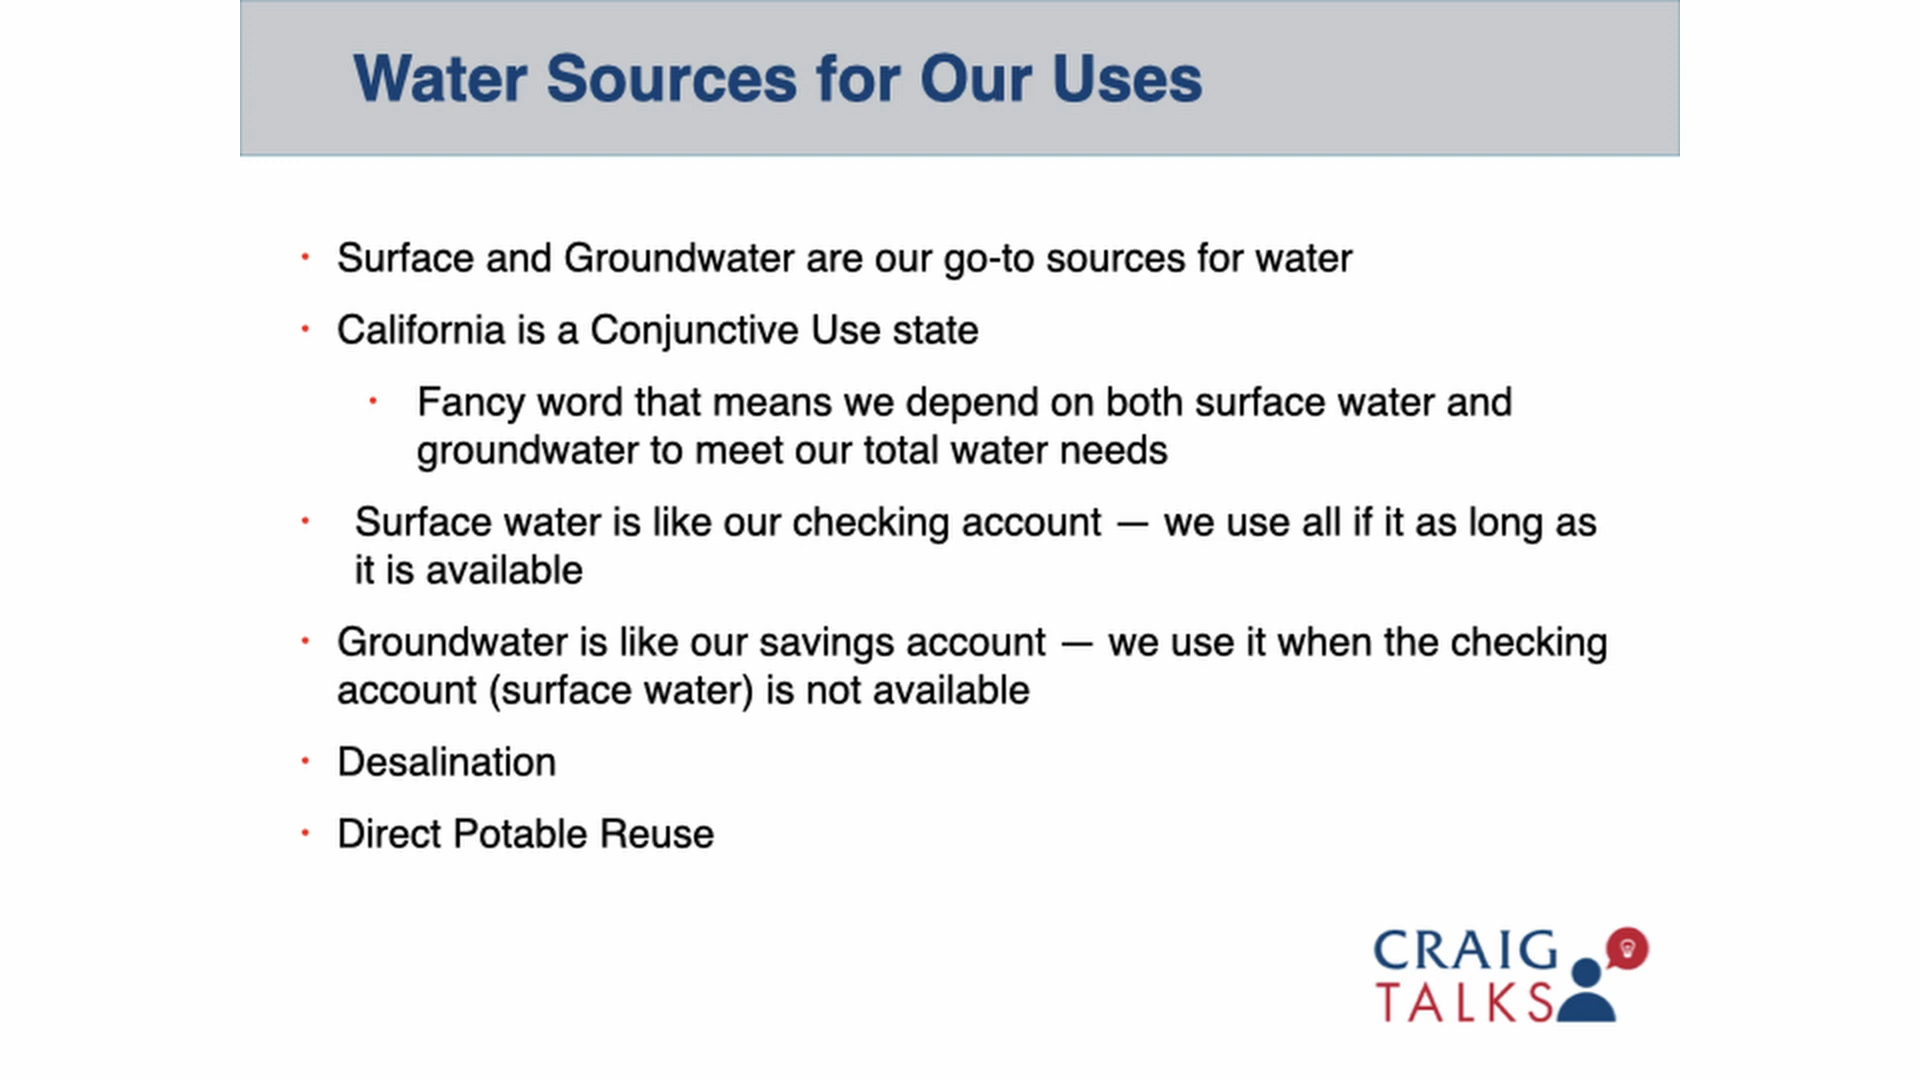 Water Sources for Our Uses
• Surface and Groundwater are our go-to sources for water
• California is a Conjunctive Use state
• Fancy word that means we depend on both surface water and
groundwater to meet our total water needs
• Surface water is like our checking account — we use all if it as long as
it is available
• Groundwater is like our savings account — we use it when the checking
account (surface water) is not available
• Desalination
• Direct Potable Reuse
CRAIG
TALKS